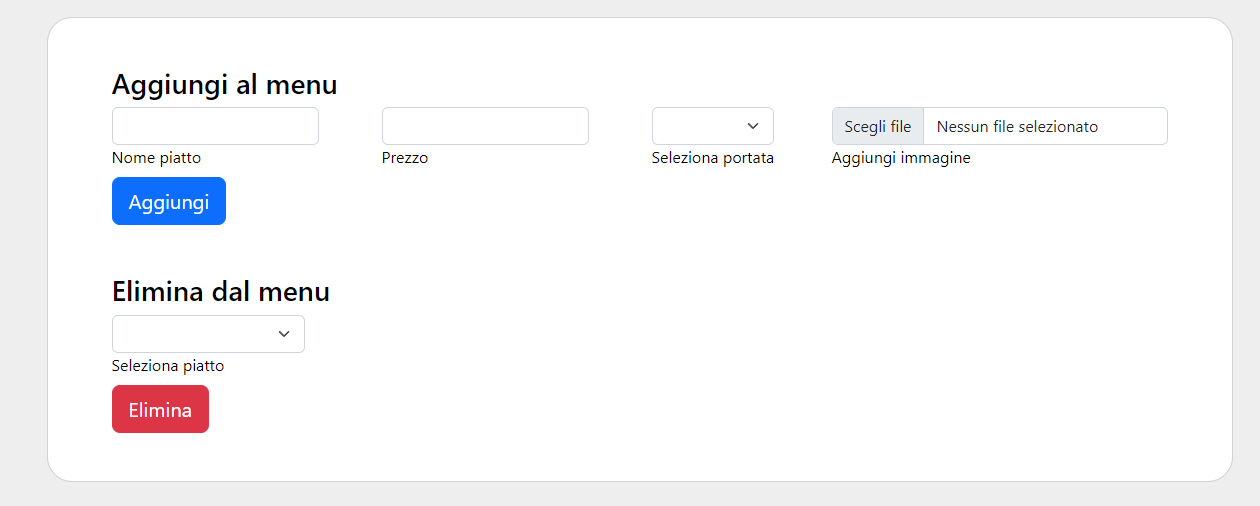 Aggiungi al menu
Scegli file Nessun file selezionato
Nome piatto Prezzo Seleziona portata Aggiungi immagine
Aggiungi
Elimina dal menu
Seleziona piatto
Elimina